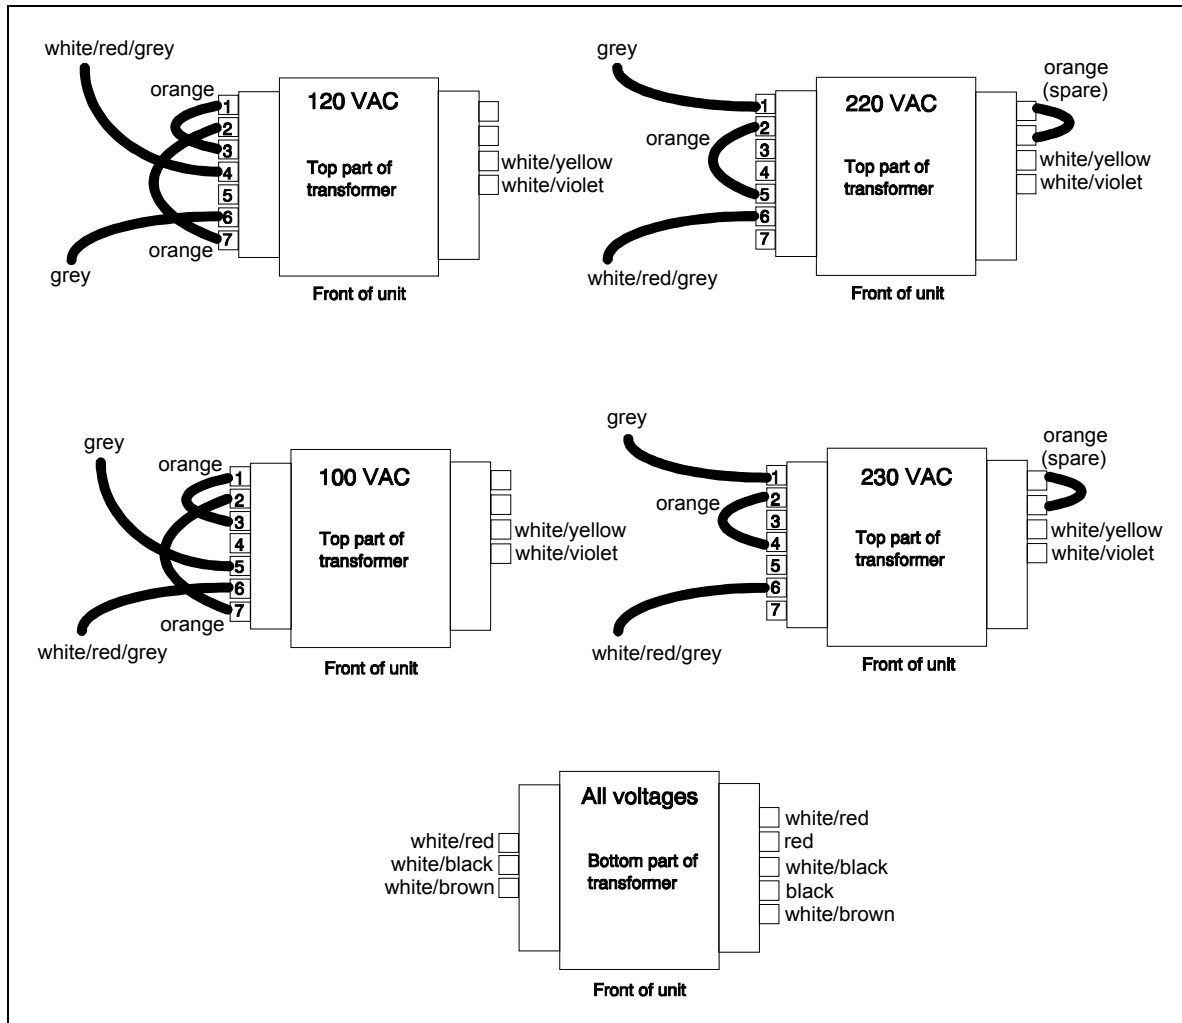 white/red/grey
orange
1
2
3
4
5
6
7
orange
grey
120 VAC
Top part of
transformer
white/yellow
white/violet
Front of unit
grey
orange
1
2
3
4
5
6
7
white/red/grey
220 VAC
Top part of
transformer
orange
(spare)
white/yellow
white/violet
Front of unit
grey
orange
1
2
3
4
5
6
7
orange
white/red/grey
100 VAC
Top part of
transformer
white/yellow
white/violet
Front of unit
grey
orange
1
2
3
4
5
6
7
white/red/grey
230 VAC
Top part of
transformer
orange
(spare)
white/yellow
white/violet
Front of unit
white/red
white/black
white/brown
All voltages
Bottom part of
transformer
white/red
red
white/black
black
white/brown
Front of unit